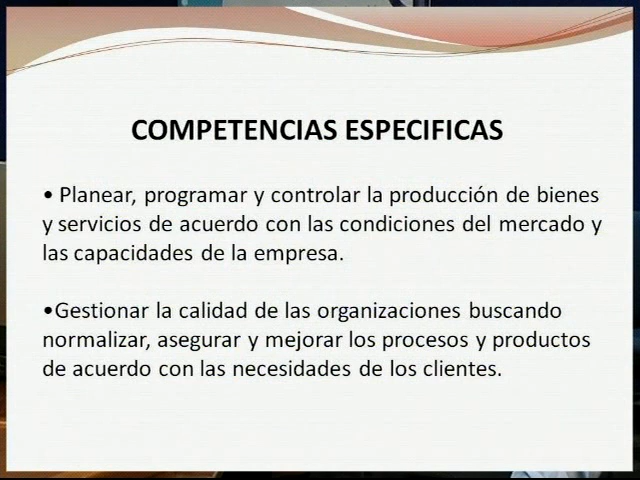 COMPETENCIAS ESPECIFICAS
• Planear, programar y controlar la producción de bienes
y servicios de acuerdo con las condiciones del mercado y
las capacidades de la empresa.
•Gestionar la calidad de las organizaciones buscando
normalizar, asegurar y mejorar los procesos y productos
de acuerdo con las necesidades de los clientes.